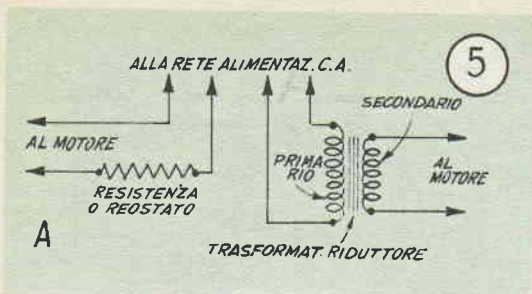 ALLA RETE ALIMENTAZ. C.A.
5
SECONDARIO
AL MOTORE
PRIMA
RIO
AL
MOTORE
RESISTENZA
O REOSTATO
A
TRASFORMAT. RIDUTTORE